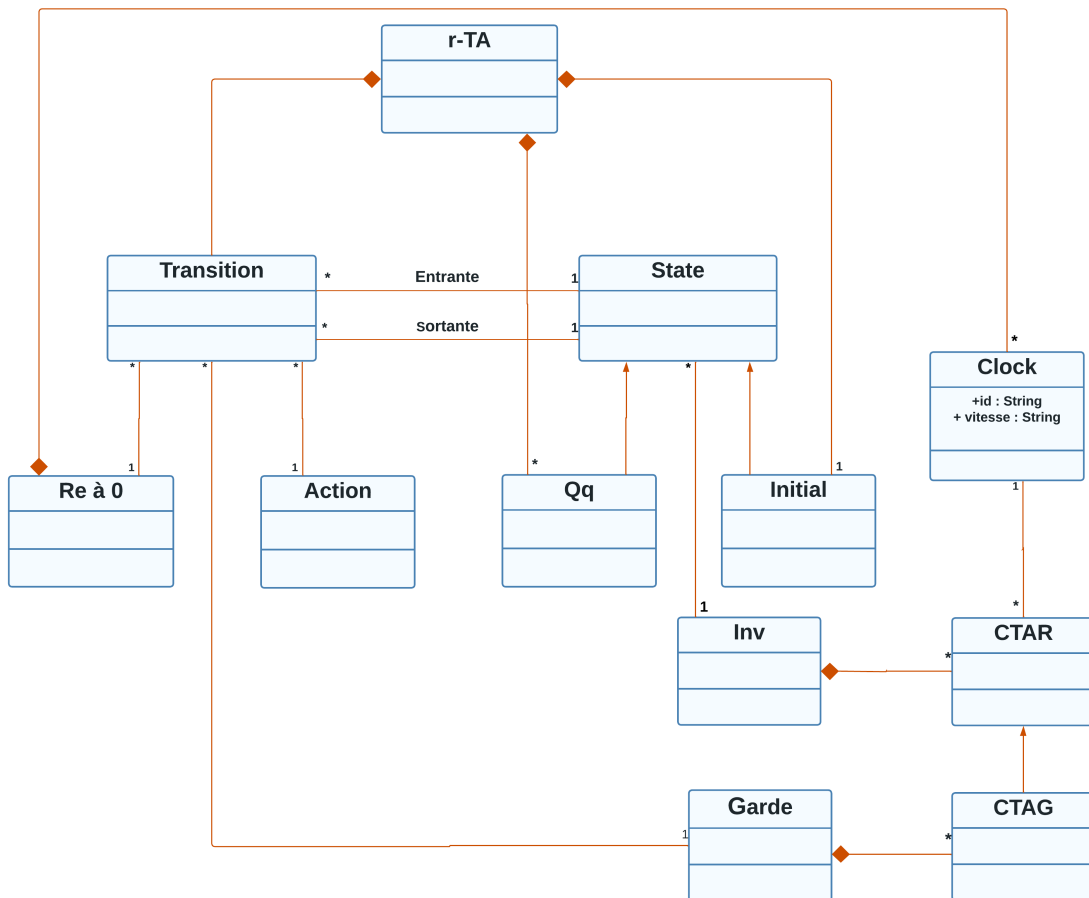 r-TA
Transition
* Entrante 1
* Sortante 1
State
*
Clock
+id : String
+ vitesse : String
* * * *
1 1 * 1 1
Re à 0
Action
Qq
Initial
1 *
Inv
*
CTAR
Garde
1 *
CTAG